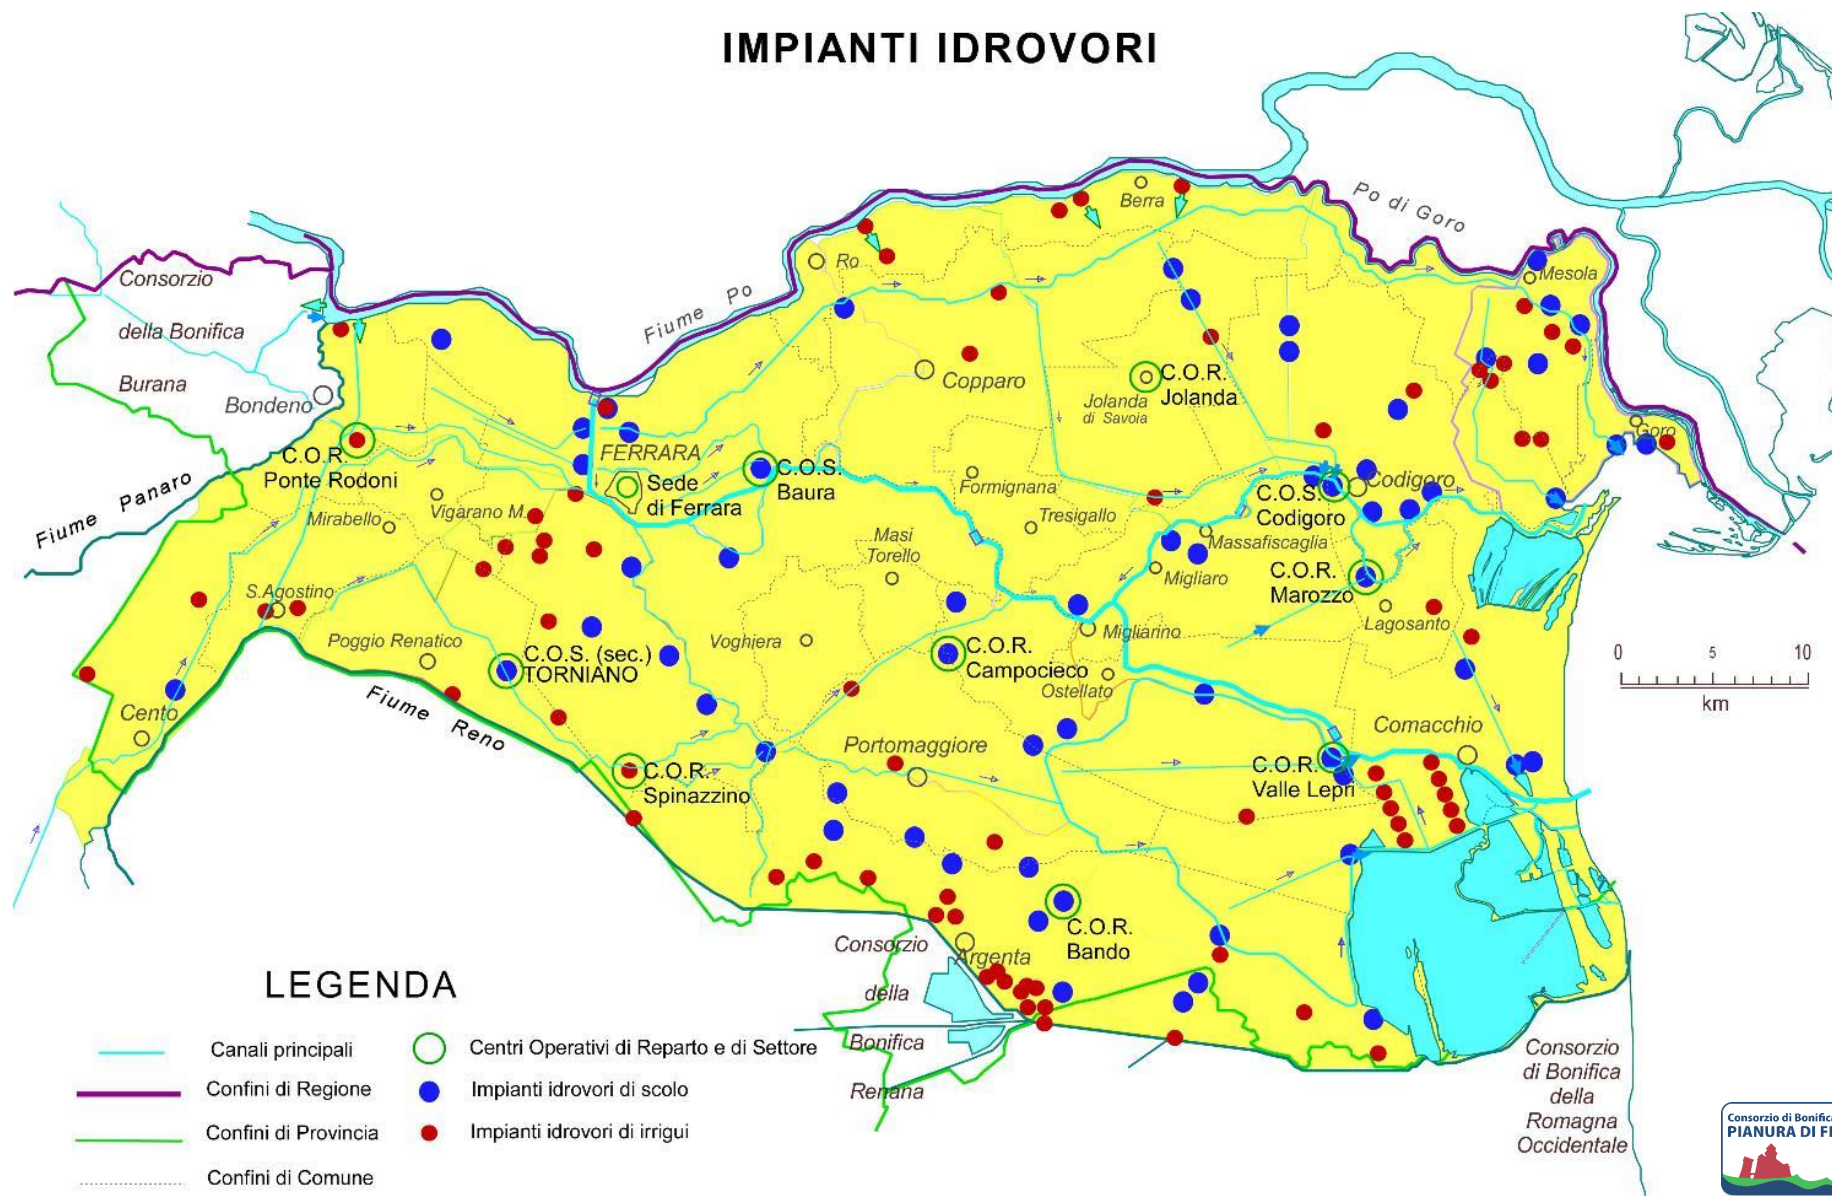 IMPIANTI IDROVORI
Po di Goro
Berra
Consorzio
della Bonifica
Burana
Ro
Mesola
Fiume Po
Bondeno
Copparo
C.O.R.
Jolanda
Jolanda
di Savoia
Goro
C.O.R.
Ponte Rodoni
FERRARA
Sede
di Ferrara
C.O.S.
Baura
Formignana
Codigoro
C.O.S.
Codigoro
Fiume Panaro
Mirabello
Vigarano M.
Tresigallo
Masi
Torello
Massafiscaglia
Migliaro
C.O.R.
Marozzo
Lagosanto
S.Agostino
Poggio Renatico
C.O.S. (sec.)
TORNIANO
Voghiera
C.O.R.
Campocieco
Migliarino
Ostellato
0 5 10
km
Cento
Fiume Reno
Portomaggiore
Comacchio
C.O.R.
Spinazzino
C.O.R.
Valle Lepri
C.O.R.
Bando
Argenta
Consorzio
della
Bonifica
Renana
Consorzio
di Bonifica
della
Romagna
Occidentale
LEGENDA
Canali principali
Centri Operativi di Reparto e di Settore
Confini di Regione
Impianti idrovori di scolo
Confini di Provincia
Impianti idrovori di irrigui
Confini di Comune
Consorzio di Bonifica
PIANURA DI F